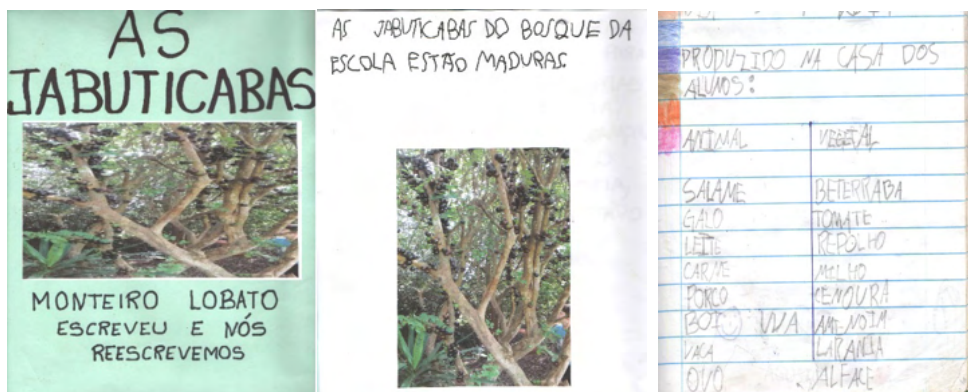 AS
JABUTICABAS
MONTEIRO LOBATO
ESCREVEU E NÓS
REESCREVEMOS
AS JABUTICABAS DO BOSQUE DA
ESCOLA ESTÃO MADURAS
PRODUZIDO NA CASA DOS
ALUNOS:
ANIMAL VEGETAL
SALAME BETERRABA
GALO TOMATE
LEITE REPOLHO
CARNE MILHO
PORCO CENOURA
BOI UVA AMENDOIM
VACA LARANJA
OVO ALFACE